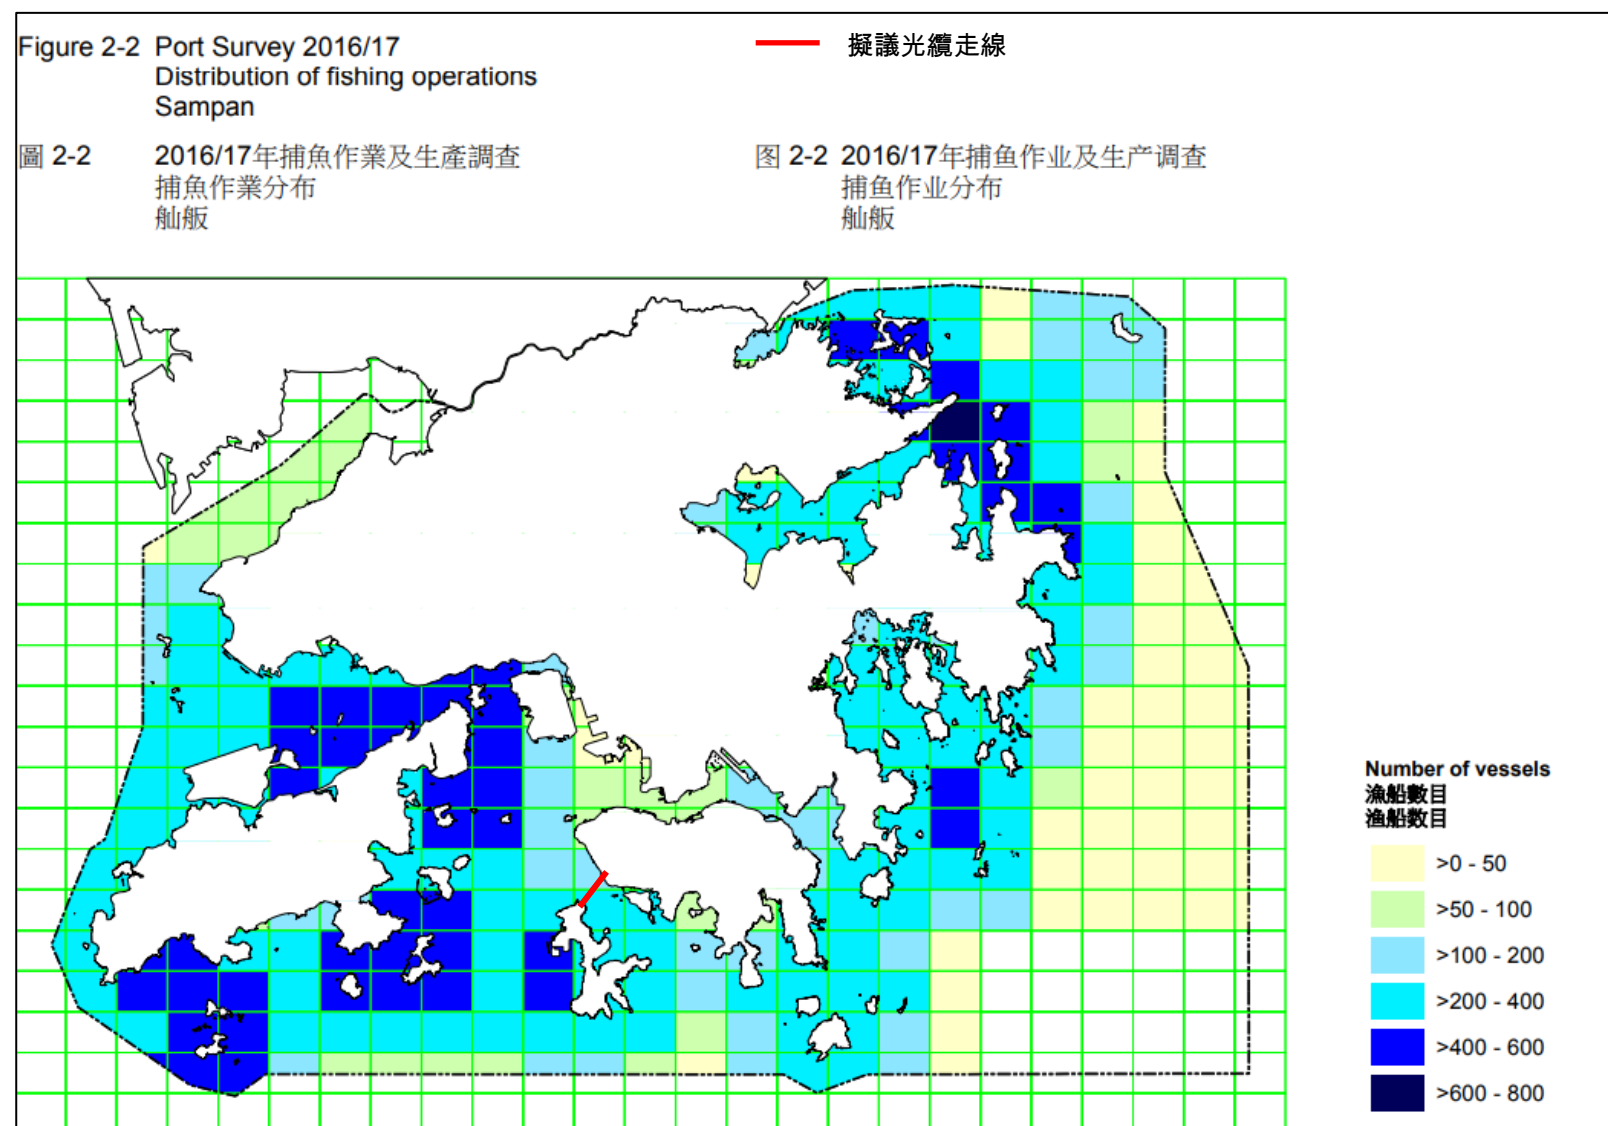 Figure 2-2 Port Survey 2016/17
Distribution of fishing operations
Sampan
擬議光纜走線
圖 2-2 2016/17年捕魚作業及生產調查
捕魚作業分布
舢舨
图 2-2 2016/17年捕鱼作业及生产调查
捕鱼作业分布
舢舨
Number of vessels
漁船數目
渔船數目
>0 - 50
>50 - 100
>100 - 200
>200 - 400
>400 - 600
>600 - 800